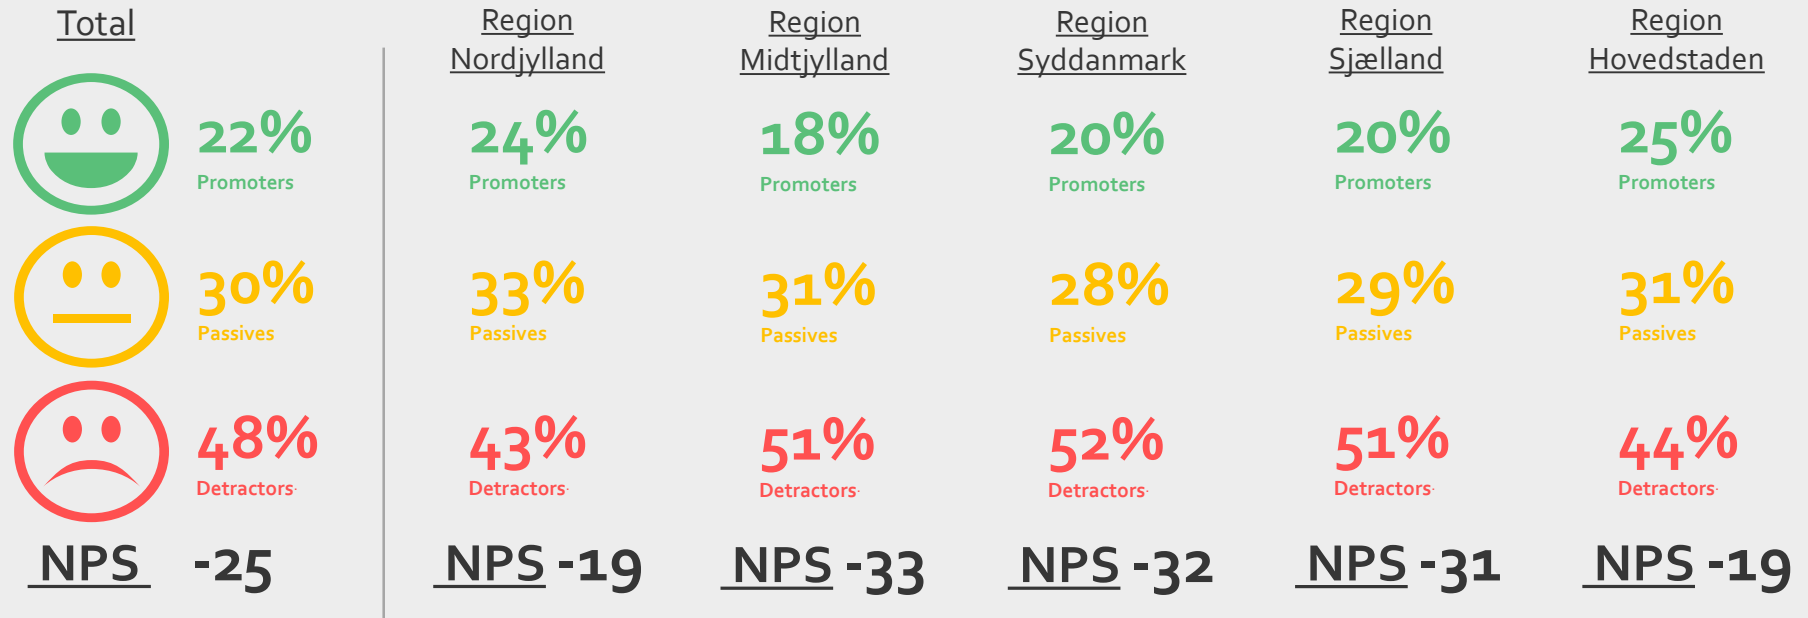 Total
22%
Promoters
30%
Passives
48%
Detractors.
NPS -25
Region
Nordjylland
24%
Promoters
33%
Passives
43%
Detractors.
NPS -19
Region
Midtjylland
18%
Promoters
31%
Passives
51%
Detractors.
NPS -33
Region
Syddanmark
20%
Promoters
28%
Passives
52%
Detractors.
NPS -32
Region
Sjælland
20%
Promoters
29%
Passives
51%
Detractors.
NPS -31
Region
Hovedstaden
25%
Promoters
31%
Passives
44%
Detractors.
NPS -19